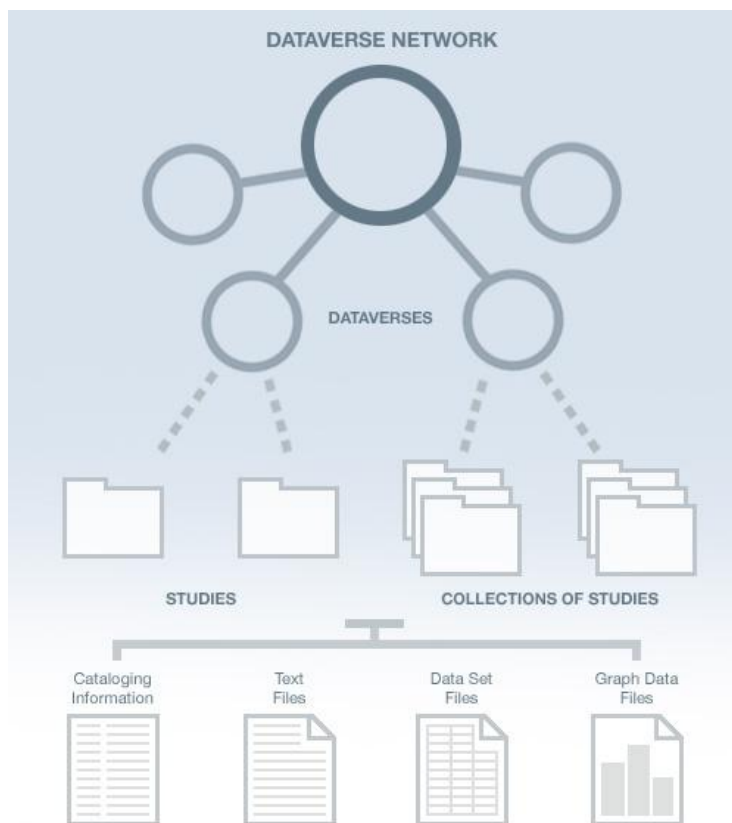 DATAVERSE NETWORK
DATAVERSES
STUDIES
COLLECTIONS OF STUDIES
Cataloging
Information
Text
Files
Data Set
Files
Graph Data
Files